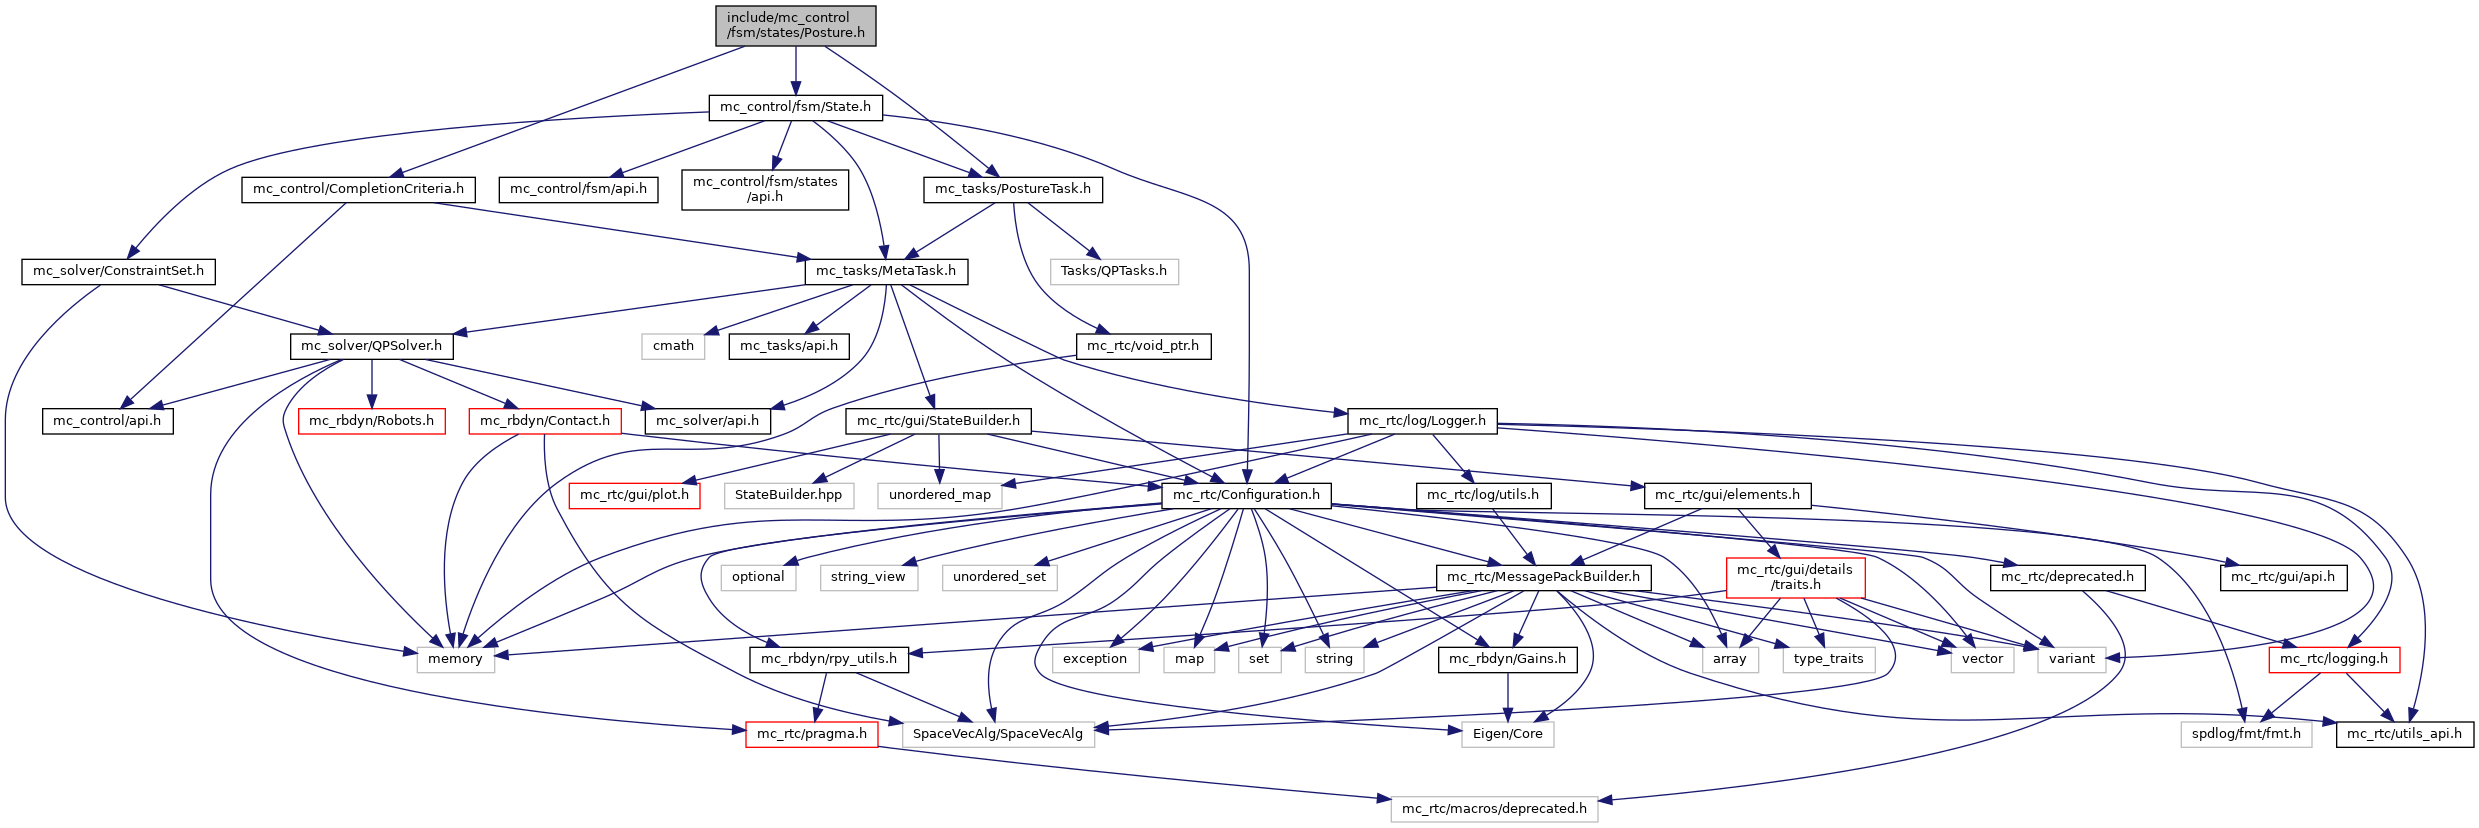 include/mc_control
/fsm/states/Posture.h
mc_control/fsm/State.h
mc_control/CompletionCriteria.h
mc_control/fsm/api.h
mc_control/fsm/states
/api.h
mc_tasks/PostureTask.h
mc_solver/ConstraintSet.h
mc_tasks/MetaTask.h
Tasks/QPTasks.h
mc_solver/QPSolver.h
cmath
mc_tasks/api.h
mc_rtc/void_ptr.h
mc_control/api.h
mc_rbdyn/Robots.h
mc_rbdyn/Contact.h
mc_solver/api.h
mc_rtc/gui/StateBuilder.h
mc_rtc/log/Logger.h
mc_rtc/gui/plot.h
StateBuilder.hpp
unordered_map
mc_rtc/Configuration.h
mc_rtc/log/utils.h
mc_rtc/gui/elements.h
optional
string_view
unordered_set
mc_rtc/MessagePackBuilder.h
mc_rtc/gui/details
/traits.h
mc_rtc/deprecated.h
mc_rtc/gui/api.h
memory
mc_rbdyn/rpy_utils.h
exception
map
set
string
mc_rbdyn/Gains.h
array
type_traits
vector
variant
mc_rtc/logging.h
mc_rtc/pragma.h
SpaceVecAlg/SpaceVecAlg
Eigen/Core
spdlog/fmt/fmt.h
mc_rtc/utils_api.h
mc_rtc/macros/deprecated.h